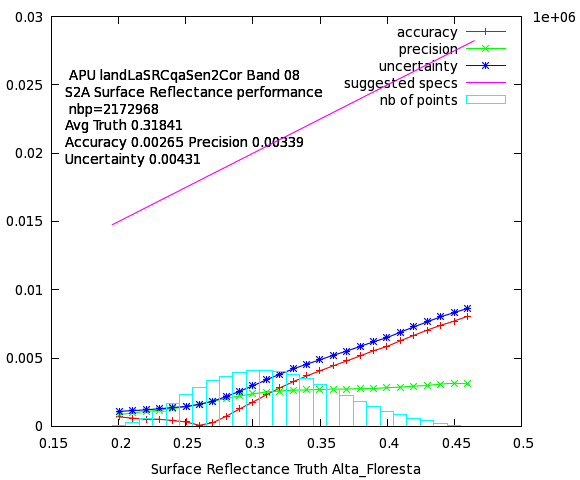 0.03
1e+06
accuracy
precision
APU landLaSRCqaSen2Cor Band 08
uncertainty
0.025
suggested specs
S2A Surface Reflectance performance
nb of points
nbp=2172968
Avg Truth 0.31841
Accuracy 0.00265 Precision 0.00339
Uncertainty 0.00431
0.02
0.015
0.01
0.005
0
0.15
0.2
0.25
0.3
0.35
0.4
0.45
0.5
Surface Reflectance Truth Alta_Floresta